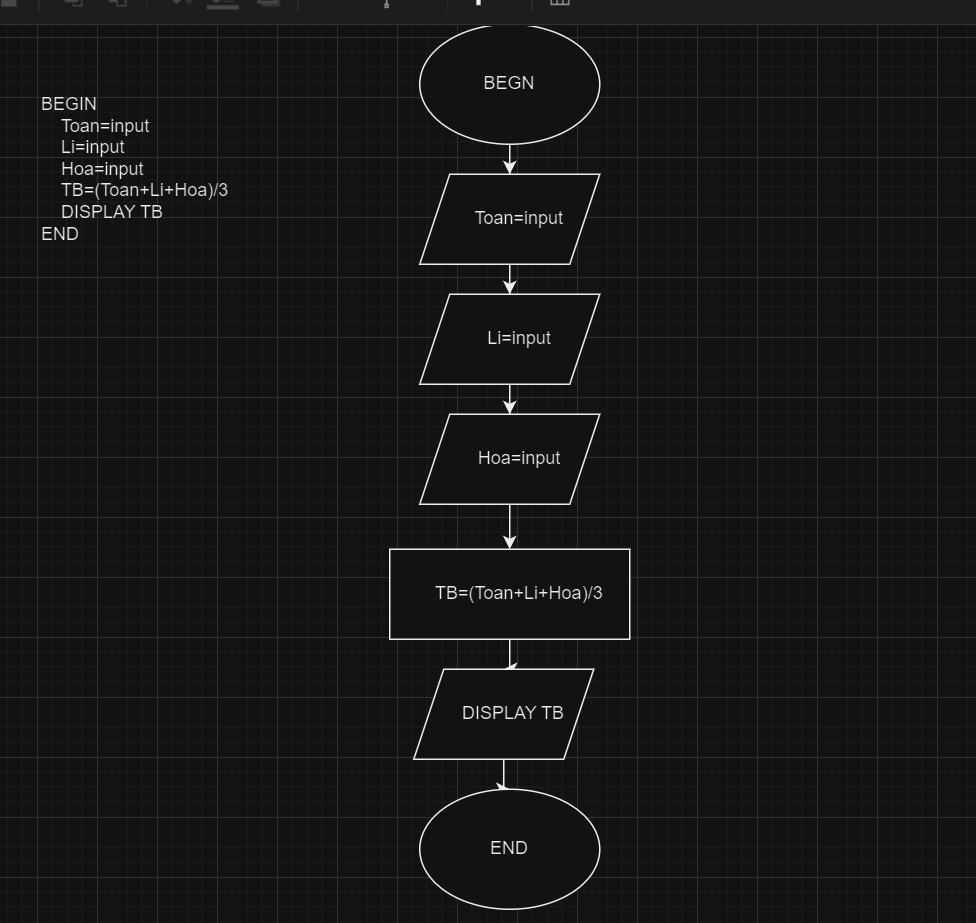 BEGIN
Toan=input
Li=input
Hoa=input
TB=(Toan+Li+Hoa)/3
DISPLAY TB
END
BEGN
Toan=input
Li=input
Hoa=input
TB=(Toan+Li+Hoa)/3
DISPLAY TB
END